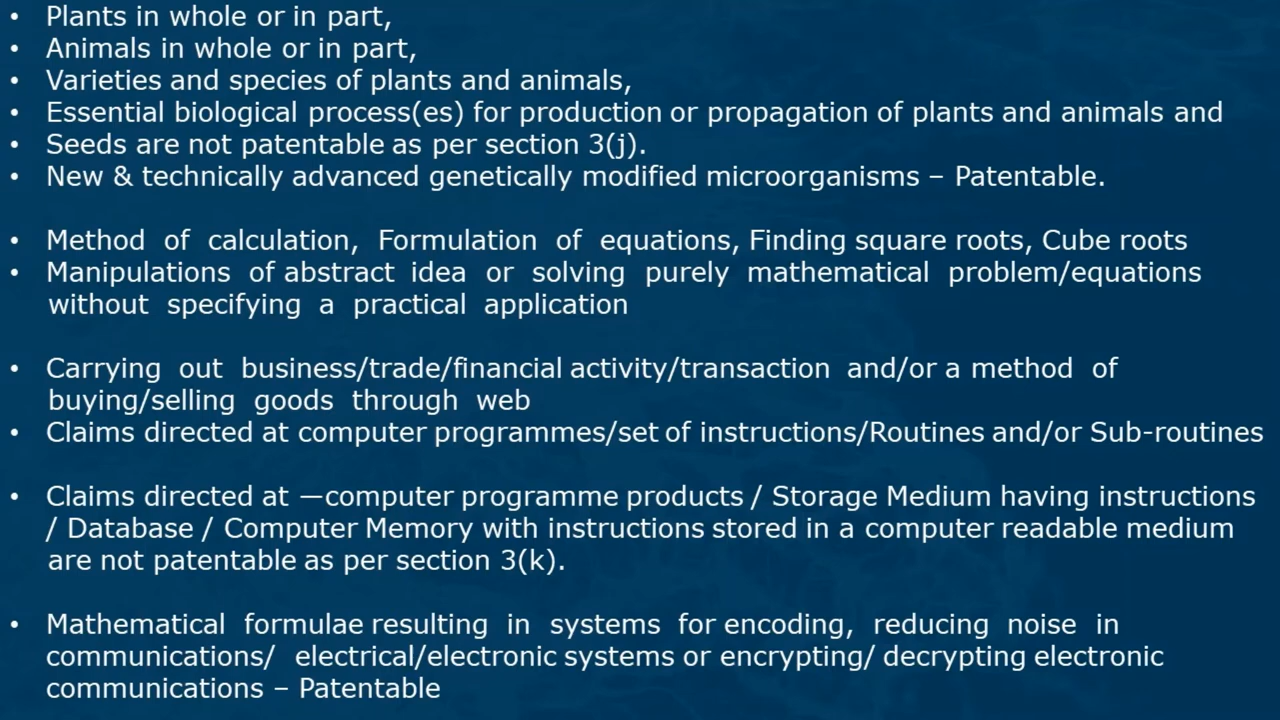 • Plants in whole or in part,
• Animals in whole or in part,
• Varieties and species of plants and animals,
• Essential biological process(es) for production or propagation of plants and animals and
• Seeds are not patentable as per section 3(j).
• New & technically advanced genetically modified microorganisms – Patentable.
• Method of calculation, Formulation of equations, Finding square roots, Cube roots
• Manipulations of abstract idea or solving purely mathematical problem/equations
without specifying a practical application
• Carrying out business/trade/financial activity/transaction and/or a method of
buying/selling goods through web
• Claims directed at computer programmes/set of instructions/Routines and/or Sub-routines
• Claims directed at —computer programme products / Storage Medium having instructions
/ Database / Computer Memory with instructions stored in a computer readable medium
are not patentable as per section 3(k).
• Mathematical formulae resulting in systems for encoding, reducing noise in
communications/ electrical/electronic systems or encrypting/ decrypting electronic
communications – Patentable